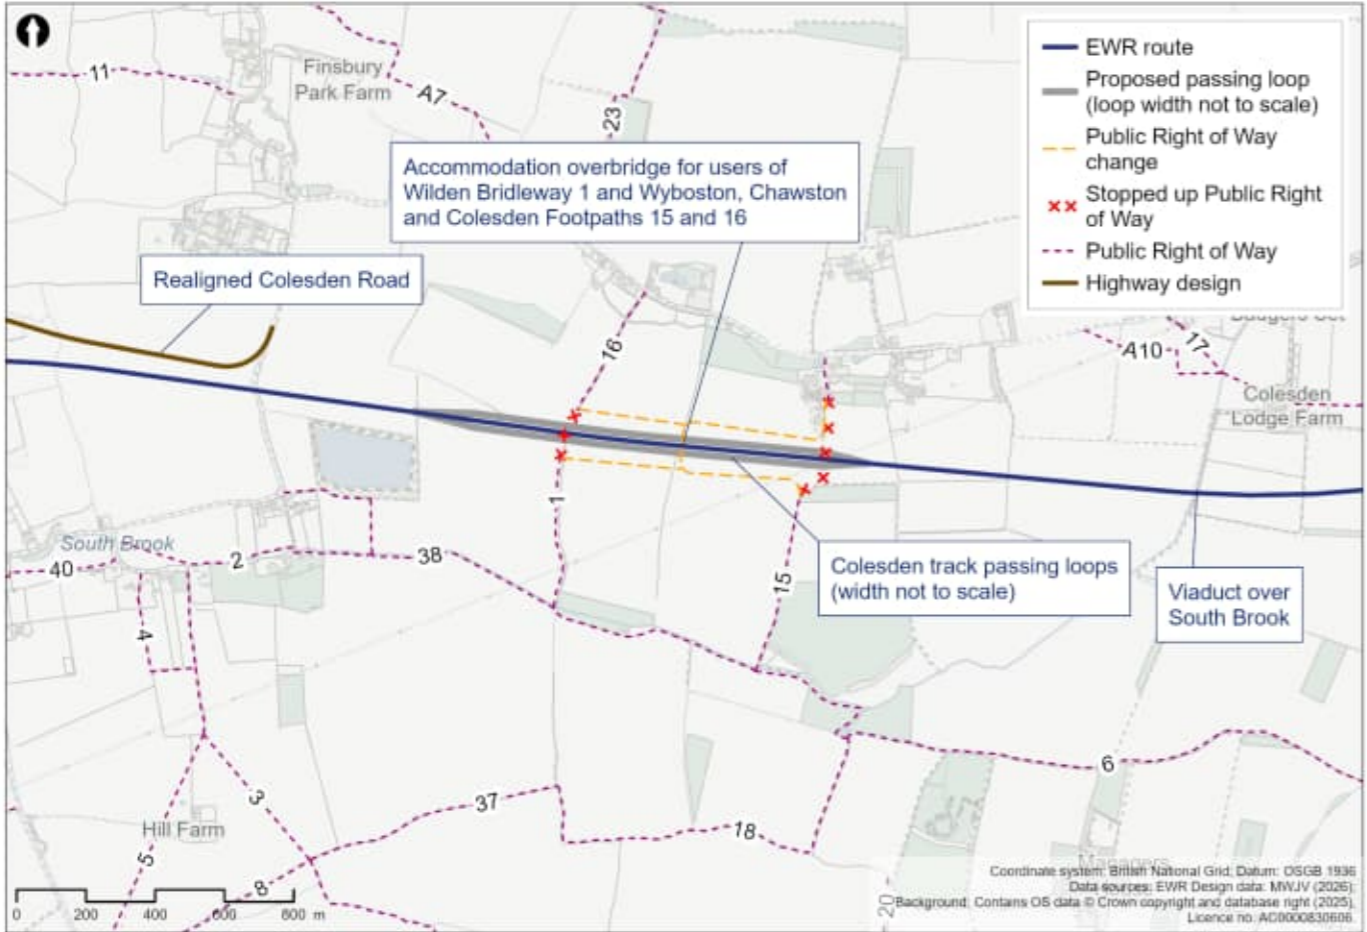 Finsbury
Park Farm
11
A7
23
EWR route
Proposed passing loop
(loop width not to scale)
Public Right of Way
change
Stopped up Public Right
of Way
Public Right of Way
Highway design
Accommodation overbridge for users of
Wilden Bridleway 1 and Wyboston, Chawston
and Colesden Footpaths 15 and 16
Realigned Colesden Road
16
A10
17
Colesden
Lodge Farm
1
South Brook
40
2
38
15
Colesden track passing loops
(width not to scale)
Viaduct over
South Brook
4
6
3
37
18
Hill Farm
5
8
20
Managers
0 200 400 600 800 m
Coordinate system: British National Grid; Datum: OSGB 1936
Data sources: EWR Design data: MWJV (2026);
Background: Contains OS data © Crown copyright and database right (2025),
Licence no. AC0000830606.